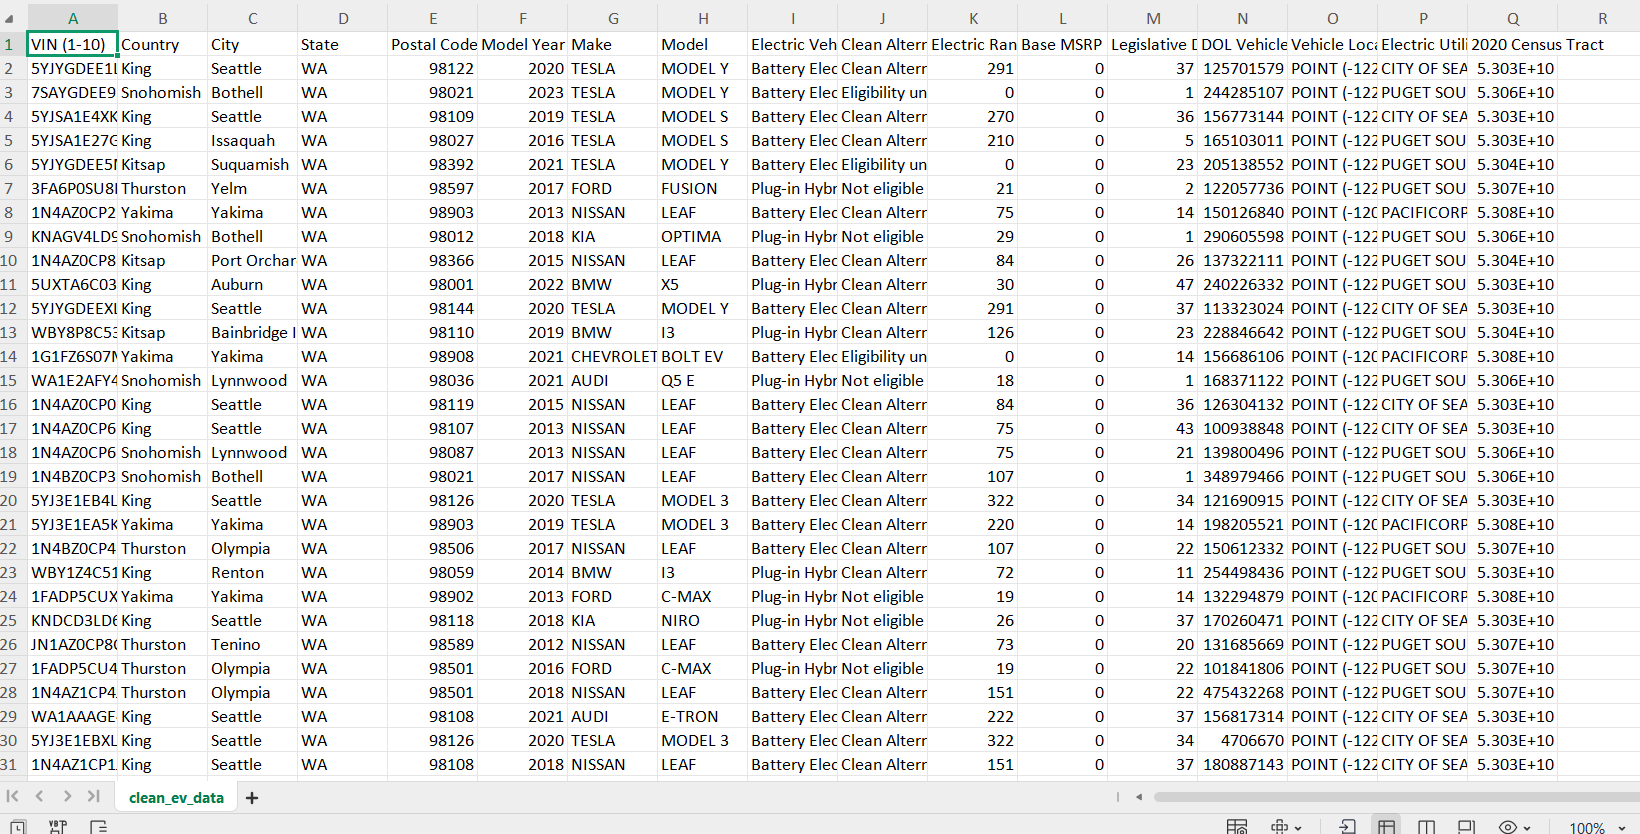 A B C D E F G H I J K L M N O P Q R
1 VIN (1-10) Country City State Postal Code Model Year Make Model Electric Veh Clean Altern Electric Ran Base MSRP Legislative D DOL Vehicle Vehicle Loca Electric Utili 2020 Census Tract
2 5YJYGDEE1L King Seattle WA 98122 2020 TESLA MODEL Y Battery Elec Clean Altern 291 0 37 125701579 POINT (-122 CITY OF SEA 5.303E+10
3 7SAYGDEE9 Snohomish Bothell WA 98021 2023 TESLA MODEL Y Battery Elec Eligibility un 0 0 1 244285107 POINT (-122 PUGET SOU 5.306E+10
4 5YJSA1E4XK King Seattle WA 98109 2019 TESLA MODEL S Battery Elec Clean Altern 270 0 36 156773144 POINT (-122 CITY OF SEA 5.303E+10
5 5YJSA1E27G King Issaquah WA 98027 2016 TESLA MODEL S Battery Elec Clean Altern 210 0 5 165103011 POINT (-122 PUGET SOU 5.303E+10
6 5YJYGDEE5M Kitsap Suquamish WA 98392 2021 TESLA MODEL Y Battery Elec Eligibility un 0 0 23 205138552 POINT (-122 PUGET SOU 5.304E+10
7 3FA6P0SU8H Thurston Yelm WA 98597 2017 FORD FUSION Plug-in Hybr Not eligible 21 0 2 122057736 POINT (-122 PUGET SOU 5.307E+10
8 1N4AZ0CP2 Yakima Yakima WA 98903 2013 NISSAN LEAF Battery Elec Clean Altern 75 0 14 150126840 POINT (-120 PACIFICORP 5.308E+10
9 KNAGV4LD9 Snohomish Bothell WA 98012 2018 KIA OPTIMA Plug-in Hybr Not eligible 29 0 1 290605598 POINT (-122 PUGET SOU 5.306E+10
10 1N4AZ0CP8 Kitsap Port Orchar WA 98366 2015 NISSAN LEAF Battery Elec Clean Altern 84 0 26 137322111 POINT (-122 PUGET SOU 5.304E+10
11 5UXTA6C03 King Auburn WA 98001 2022 BMW X5 Plug-in Hybr Clean Altern 30 0 47 240226332 POINT (-122 PUGET SOU 5.303E+10
12 5YJYGDEEXL King Seattle WA 98144 2020 TESLA MODEL Y Battery Elec Clean Altern 291 0 37 113323024 POINT (-122 CITY OF SEA 5.303E+10
13 WBY8P8C53 Kitsap Bainbridge I WA 98110 2019 BMW I3 Plug-in Hybr Clean Altern 126 0 23 228846642 POINT (-122 PUGET SOU 5.304E+10
14 1G1FZ6S07M Yakima Yakima WA 98908 2021 CHEVROLET BOLT EV Battery Elec Eligibility un 0 0 14 156686106 POINT (-120 PACIFICORP 5.308E+10
15 WA1E2AFY4 Snohomish Lynnwood WA 98036 2021 AUDI Q5 E Plug-in Hybr Not eligible 18 0 1 168371122 POINT (-122 PUGET SOU 5.306E+10
16 1N4AZ0CP0 King Seattle WA 98119 2015 NISSAN LEAF Battery Elec Clean Altern 84 0 36 126304132 POINT (-122 CITY OF SEA 5.303E+10
17 1N4AZ0CP6 King Seattle WA 98107 2013 NISSAN LEAF Battery Elec Clean Altern 75 0 43 100938848 POINT (-122 CITY OF SEA 5.303E+10
18 1N4AZ0CP6 Snohomish Lynnwood WA 98087 2013 NISSAN LEAF Battery Elec Clean Altern 75 0 21 139800496 POINT (-122 PUGET SOU 5.306E+10
19 1N4BZ0CP3 Snohomish Bothell WA 98021 2017 NISSAN LEAF Battery Elec Clean Altern 107 0 1 348979466 POINT (-122 PUGET SOU 5.306E+10
20 5YJ3E1EB4L King Seattle WA 98126 2020 TESLA MODEL 3 Battery Elec Clean Altern 322 0 34 121690915 POINT (-122 CITY OF SEA 5.303E+10
21 5YJ3E1EA5K Yakima Yakima WA 98903 2019 TESLA MODEL 3 Battery Elec Clean Altern 220 0 14 198205521 POINT (-120 PACIFICORP 5.308E+10
22 1N4BZ0CP4 Thurston Olympia WA 98506 2017 NISSAN LEAF Battery Elec Clean Altern 107 0 22 150612332 POINT (-122 PUGET SOU 5.307E+10
23 WBY1Z4C51 King Renton WA 98059 2014 BMW I3 Plug-in Hybr Clean Altern 72 0 11 254498436 POINT (-122 PUGET SOU 5.303E+10
24 1FADP5CUX Yakima Yakima WA 98902 2013 FORD C-MAX Plug-in Hybr Not eligible 19 0 14 132294879 POINT (-120 PACIFICORP 5.308E+10
25 KNDCD3LD6 King Seattle WA 98118 2018 KIA NIRO Plug-in Hybr Not eligible 26 0 37 170260471 POINT (-122 CITY OF SEA 5.303E+10
26 JN1AZ0CP8C Thurston Tenino WA 98589 2012 NISSAN LEAF Battery Elec Clean Altern 73 0 20 131685669 POINT (-122 PUGET SOU 5.307E+10
27 1FADP5CU4 Thurston Olympia WA 98501 2016 FORD C-MAX Plug-in Hybr Not eligible 19 0 22 101841806 POINT (-122 PUGET SOU 5.307E+10
28 1N4AZ1CP4 Thurston Olympia WA 98501 2018 NISSAN LEAF Battery Elec Clean Altern 151 0 22 475432268 POINT (-122 PUGET SOU 5.307E+10
29 WA1AAAGE King Seattle WA 98108 2021 AUDI E-TRON Battery Elec Clean Altern 222 0 37 156817314 POINT (-122 CITY OF SEA 5.303E+10
30 5YJ3E1EBXL King Seattle WA 98126 2020 TESLA MODEL 3 Battery Elec Clean Altern 322 0 34 4706670 POINT (-122 CITY OF SEA 5.303E+10
31 1N4AZ1CP1 King Seattle WA 98108 2018 NISSAN LEAF Battery Elec Clean Altern 151 0 37 180887143 POINT (-122 CITY OF SEA 5.303E+10
clean_ev_data
100%